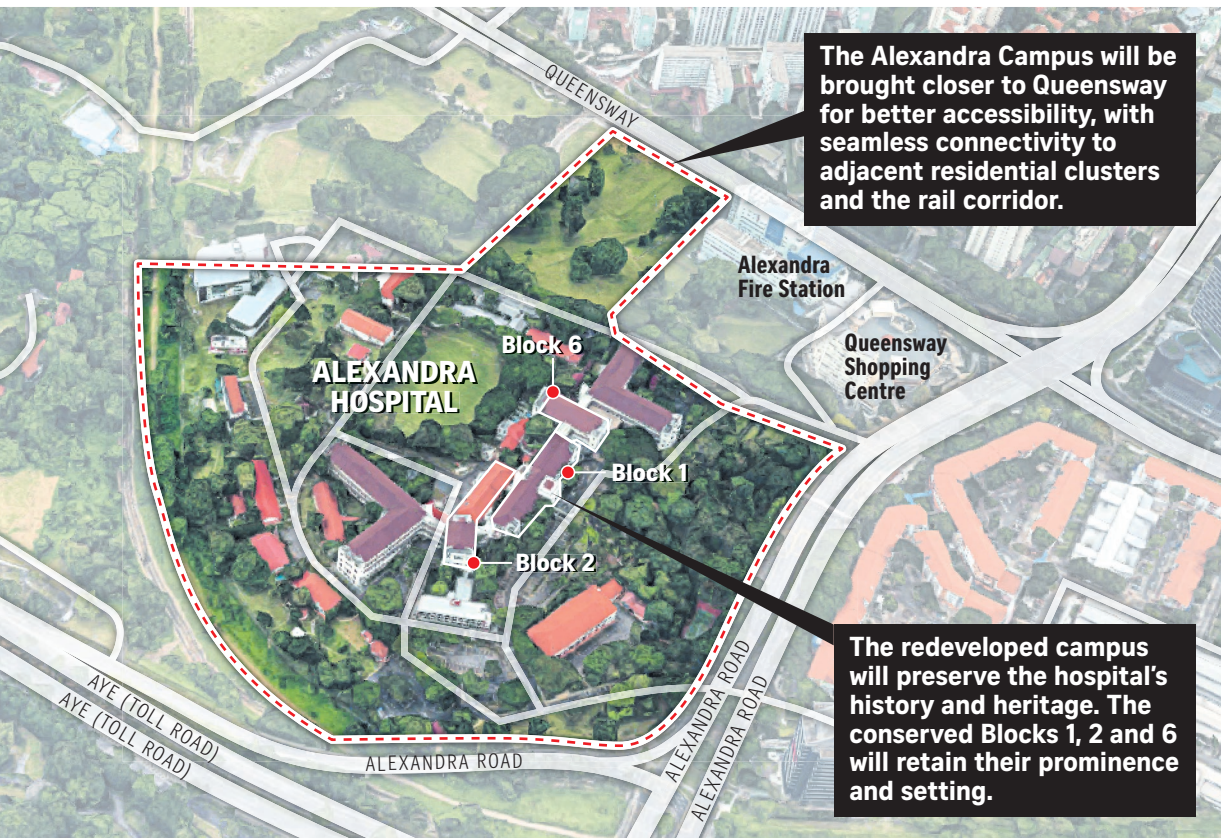 QUEENSWAY
The Alexandra Campus will be
brought closer to Queensway
for better accessibility, with
seamless connectivity to
adjacent residential clusters
and the rail corridor.
Alexandra
Fire Station
Queensway
Shopping
Centre
Block 6
ALEXANDRA
HOSPITAL
Block 1
Block 2
The redeveloped campus
will preserve the hospital's
history and heritage. The
conserved Blocks 1, 2 and 6
will retain their prominence
and setting.
AYE (TOLL ROAD)
AYE (TOLL ROAD)
ALEXANDRA ROAD
ALEXANDRA ROAD
ALEXANDRA ROAD